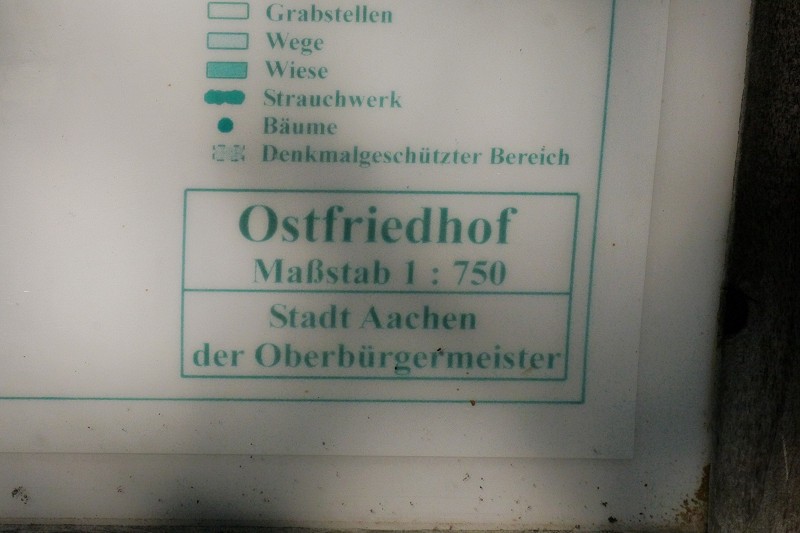 Grabstellen
Wege
Wiese
Strauchwerk
Bäume
Denkmalgeschützter Bereich
Ostfriedhof
Maßstab 1 : 750
Stadt Aachen
der Oberbürgermeister